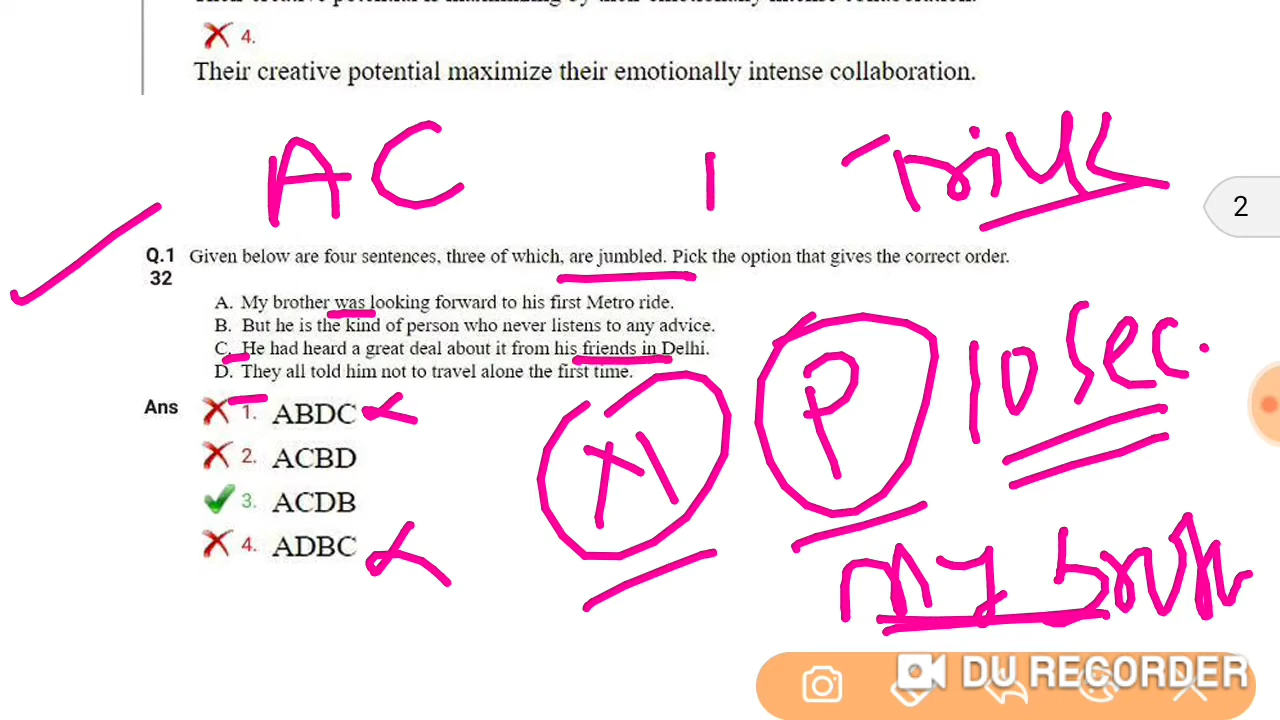 4.
Their creative potential maximize their emotionally intense collaboration.
AC 1 Trick
2
Q.1 Given below are four sentences, three of which, are jumbled. Pick the option that gives the correct order.
32
A. My brother was looking forward to his first Metro ride.
B. But he is the kind of person who never listens to any advice.
C. He had heard a great deal about it from his friends in Delhi.
D. They all told him not to travel alone the first time.
Ans 1. ABDC
2. ACBD
3. ACDB
4. ADBC
N P 10 Sec.
My
DU RECORDER